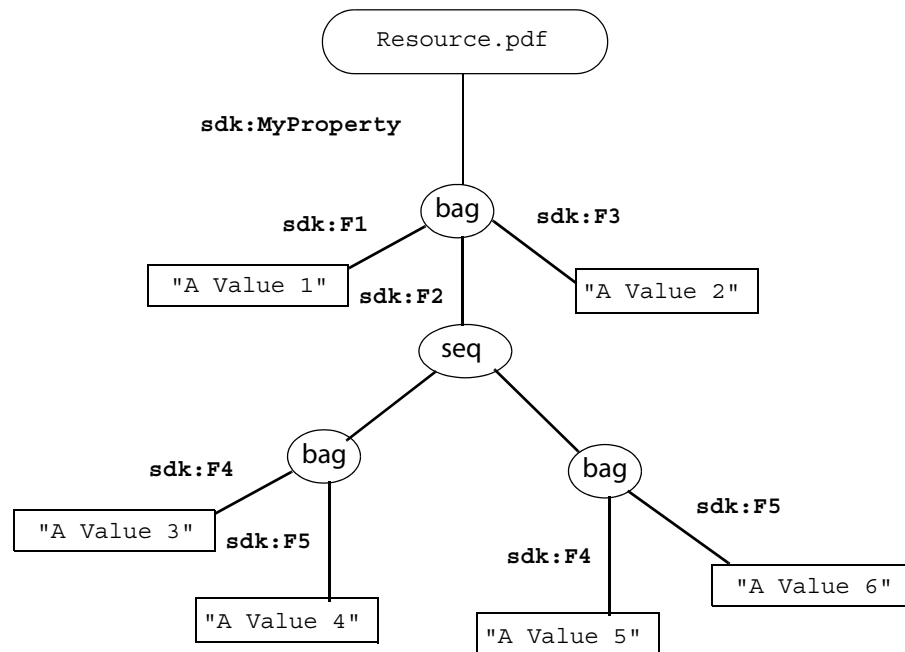 Resource.pdf
sdk:MyProperty
bag
sdk:F1
sdk:F3
"A Value 1"
sdk:F2
"A Value 2"
seq
bag
bag
sdk:F4
sdk:F5
"A Value 3"
sdk:F5
sdk:F4
"A Value 6"
"A Value 4"
"A Value 5"